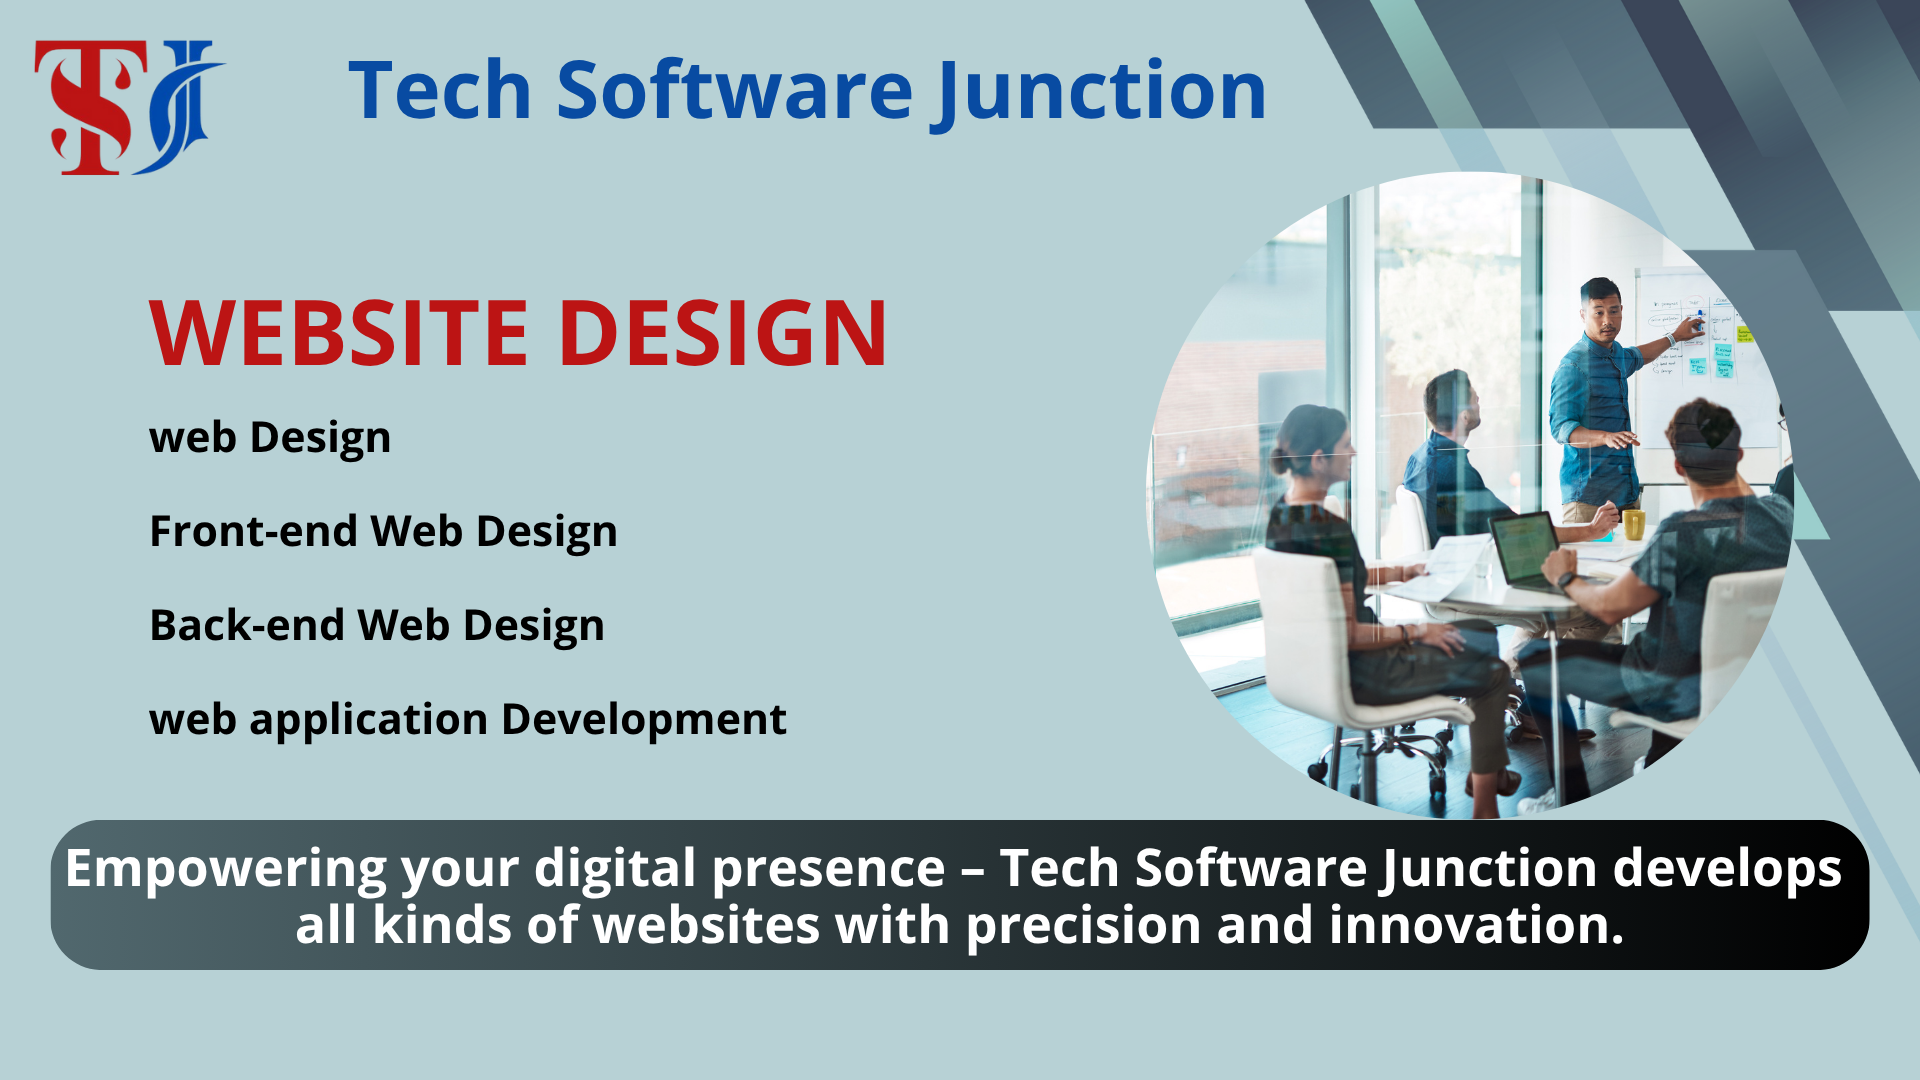 TSJ
Tech Software Junction
WEBSITE DESIGN
web Design
Front-end Web Design
Back-end Web Design
web application Development
Empowering your digital presence – Tech Software Junction develops
all kinds of websites with precision and innovation.